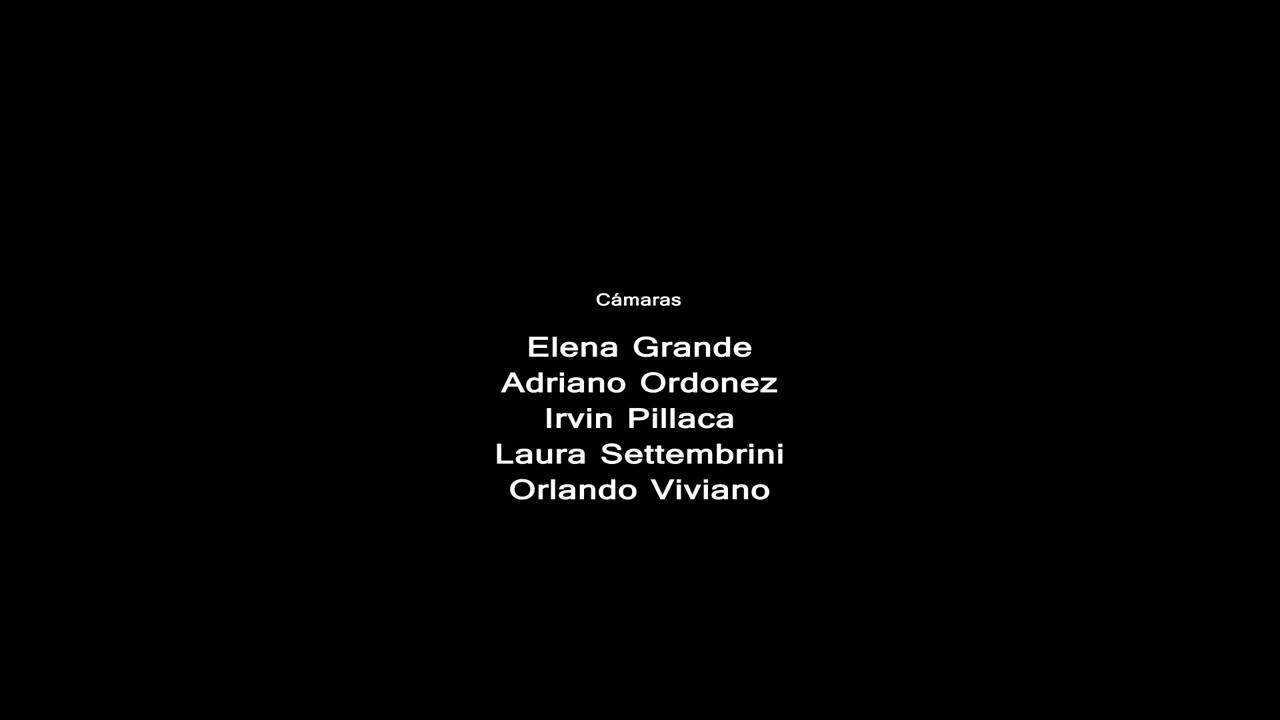 Cámaras
Elena Grande
Adriano Ordonez
Irvin Pillaca
Laura Settembrini
Orlando Viviano